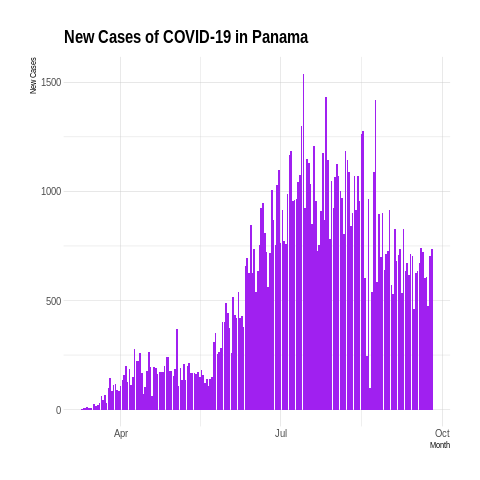 New Cases of COVID-19 in Panama
New Cases
1500
1000
500
0
Apr
Jul
Oct
Month